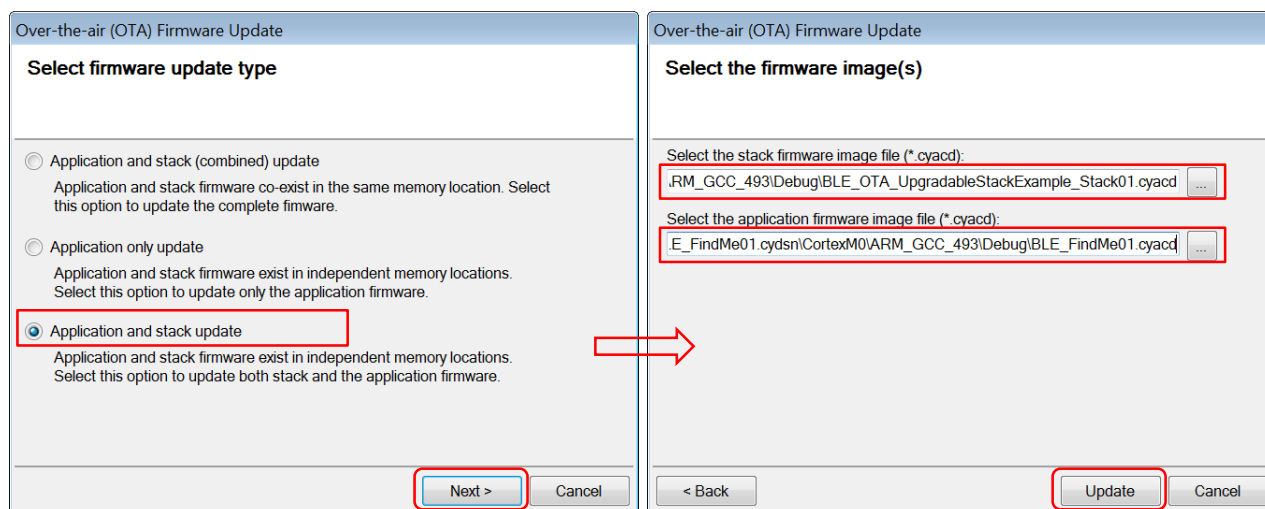 Over-the-air (OTA) Firmware Update
Select firmware update type
Application and stack (combined) update
Application and stack firmware co-exist in the same memory location. Select
this option to update the complete fimware.
Application only update
Application and stack firmware exist in independent memory locations.
Select this option to update only the application firmware.
Application and stack update
Application and stack firmware exist in independent memory locations.
Select this option to update both stack and the application firmware.
Next >
Cancel
Over-the-air (OTA) Firmware Update
Select the firmware image(s)
Select the stack firmware image file (*.cyacd):
.RM_GCC_493\Debug\BLE_OTA_UpgradableStackExample_Stack01.cyacd
...
Select the application firmware image file (*.cyacd):
.E_FindMe01.cydsn\CortexM0\ARM_GCC_493\Debug\BLE_FindMe01.cyacd
...
< Back
Update
Cancel